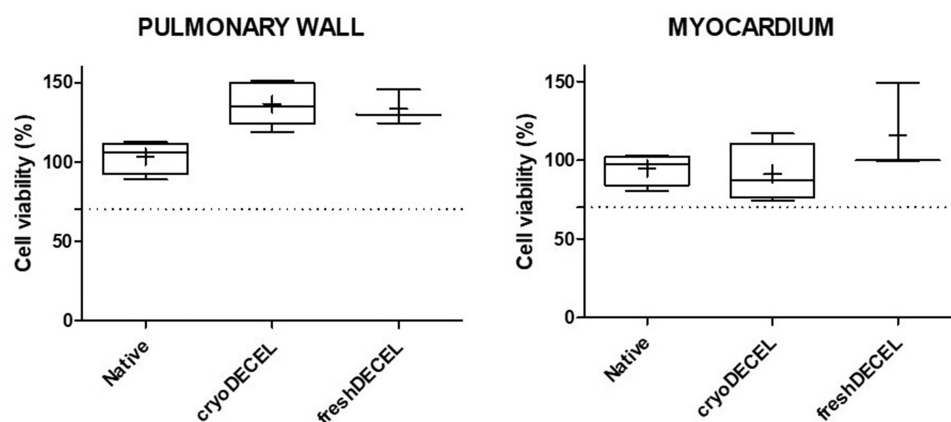 PULMONARY WALL
Cell viability (%)
150
100
50
0
Native
cryoDECEL
freshDECEL
MYOCARDIUM
Cell viability (%)
150
100
50
0
Native
cryoDECEL
freshDECEL